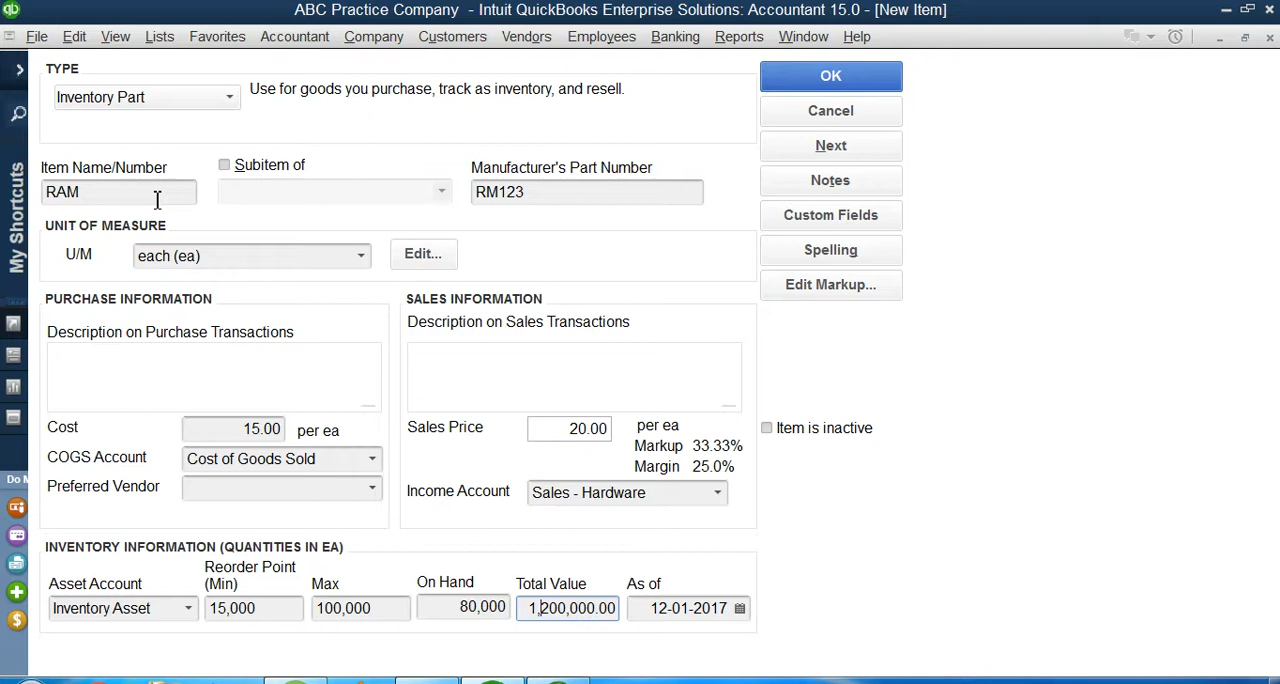 ABC Practice Company - Intuit QuickBooks Enterprise Solutions: Accountant 15.0 - [New Item]
File Edit View Lists Favorites Accountant Company Customers Vendors Employees Banking Reports Window Help
My Shortcuts
TYPE
Inventory Part
Use for goods you purchase, track as inventory, and resell.
OK
Cancel
Next
Notes
Custom Fields
Spelling
Edit Markup...
Item Name/Number
Subitem of
Manufacturer's Part Number
RAM
RM123
UNIT OF MEASURE
U/M
each (ea)
Edit...
PURCHASE INFORMATION
Description on Purchase Transactions
Cost
15.00
per ea
COGS Account
Cost of Goods Sold
Preferred Vendor
SALES INFORMATION
Description on Sales Transactions
Sales Price
20.00
per ea
Markup 33.33%
Margin 25.0%
Income Account
Sales - Hardware
Item is inactive
Do M
INVENTORY INFORMATION (QUANTITIES IN EA)
Asset Account
Inventory Asset
Reorder Point
(Min)
15,000
Max
100,000
On Hand
80,000
Total Value
1,200,000.00
As of
12-01-2017